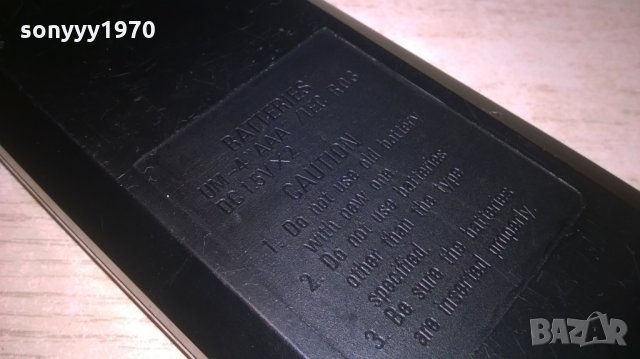 sonyyy1970
BATTERIES
UM-4 AAA /IEC R03
DC 1.5V X2
CAUTION
1. Do not use old battery
with new one.
2. Do not use batteries
other than the type
specified.
3. Be sure the batteries
are inserted properly.
BAZAR